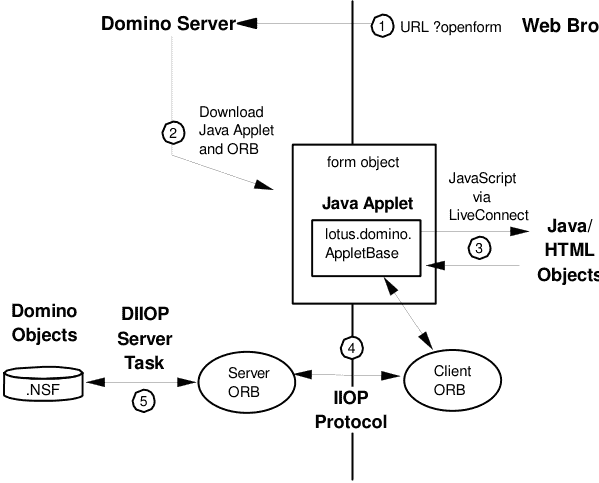 Domino Server
1
URL ?openform
Web Bro
2
Download
Java Applet
and ORB
form object
Java Applet
lotus.domino.
AppletBase
JavaScript
via
LiveConnect
3
Java/
HTML
Objects
Domino
Objects
.NSF
DIIOP
Server
Task
5
Server
ORB
4
IIOP
Protocol
Client
ORB